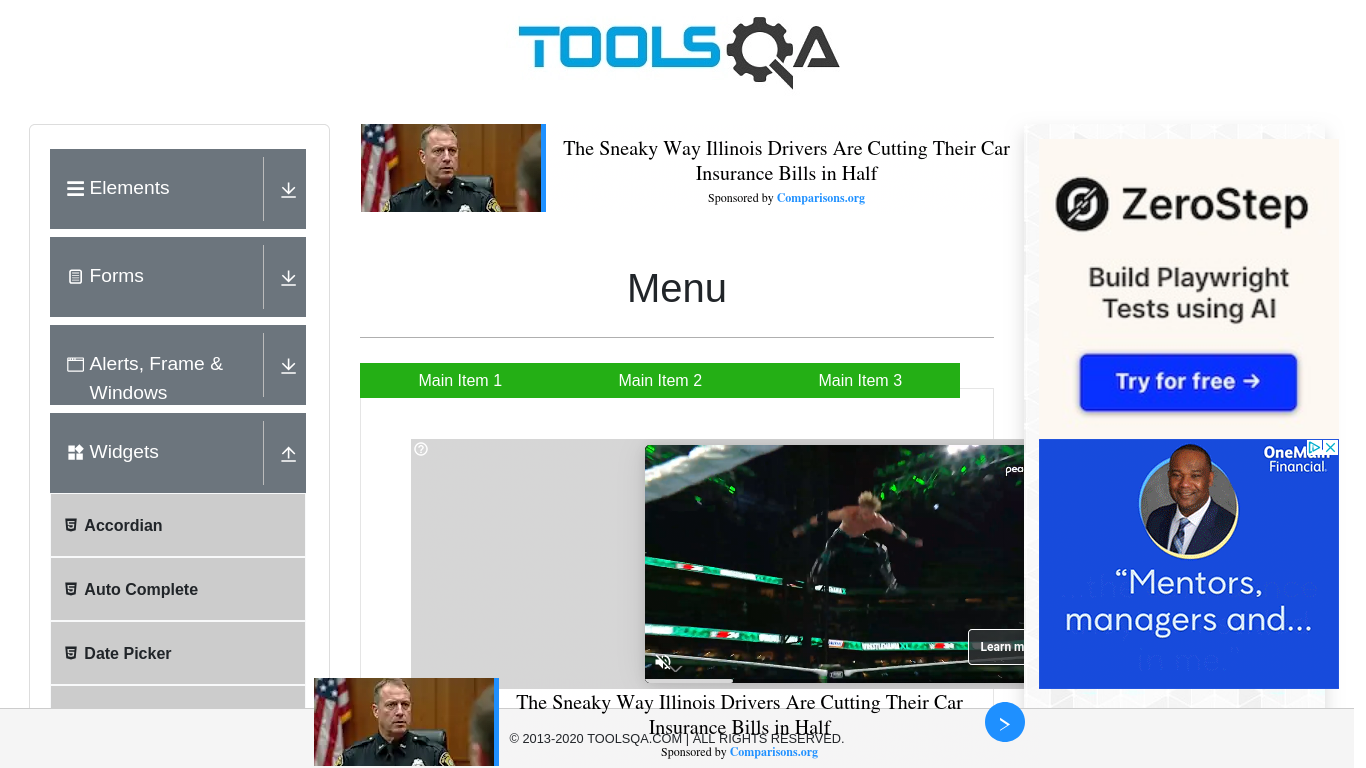 TOOLSQA
Elements
Forms
Alerts, Frame &
Windows
Widgets
Accordian
Auto Complete
Date Picker
The Sneaky Way Illinois Drivers Are Cutting Their Car
Insurance Bills in Half
Sponsored by Comparisons.org
Menu
Main Item 1
Main Item 2
Main Item 3
Learn m
ZeroStep
Build Playwright
Tests using AI
Try for free →
OneMain
Financial
“Mentors,
managers and...
The Sneaky Way Illinois Drivers Are Cutting Their Car
Insurance Bills in Half
© 2013-2020 TOOLSQA.COM | ALL RIGHTS RESERVED.
Sponsored by Comparisons.org